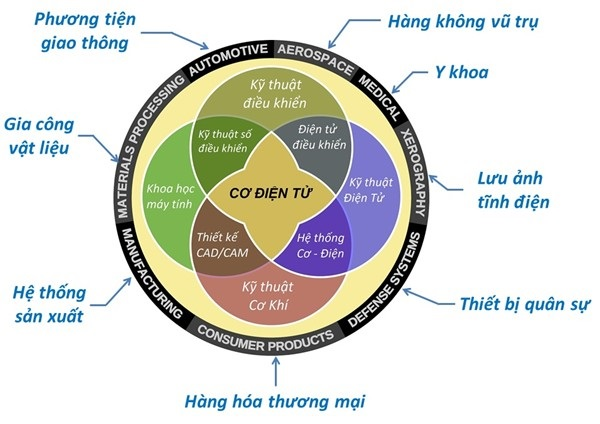 Phương tiện
giao thông
Hàng không vũ trụ
AUTOMOTIVE
AEROSPACE
Y khoa
MEDICAL
MATERIALS PROCESSING
Kỹ thuật
điều khiển
Gia công
vật liệu
Kỹ thuật số
điều khiển
Điện tử
điều khiển
XEROGRAPHY
Khoa học
máy tính
CƠ ĐIỆN TỬ
Kỹ thuật
Điện Tử
Lưu ảnh
tĩnh điện
Thiết kế
CAD/CAM
Hệ thống
Cơ - Điện
MANUFACTURING
Kỹ thuật
Cơ Khí
DEFENSE SYSTEMS
Hệ thống
sản xuất
Thiết bị quân sự
CONSUMER PRODUCTS
Hàng hóa thương mại